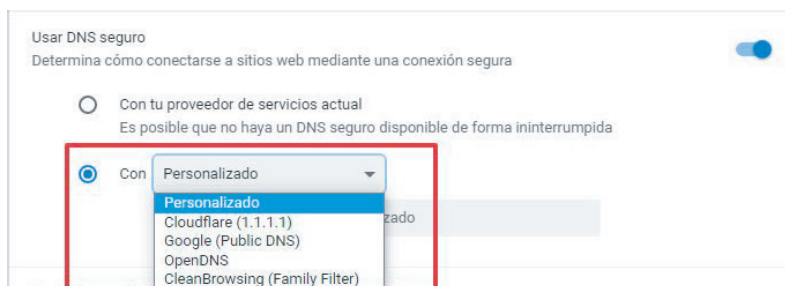 Usar DNS seguro
Determina cómo conectarse a sitios web mediante una conexión segura
Con tu proveedor de servicios actual
Es posible que no haya un DNS seguro disponible de forma ininterrumpida
Con Personalizado
Personalizado
Cloudflare (1.1.1.1)
zado
Google (Public DNS)
OpenDNS
CleanBrowsing (Family Filter)